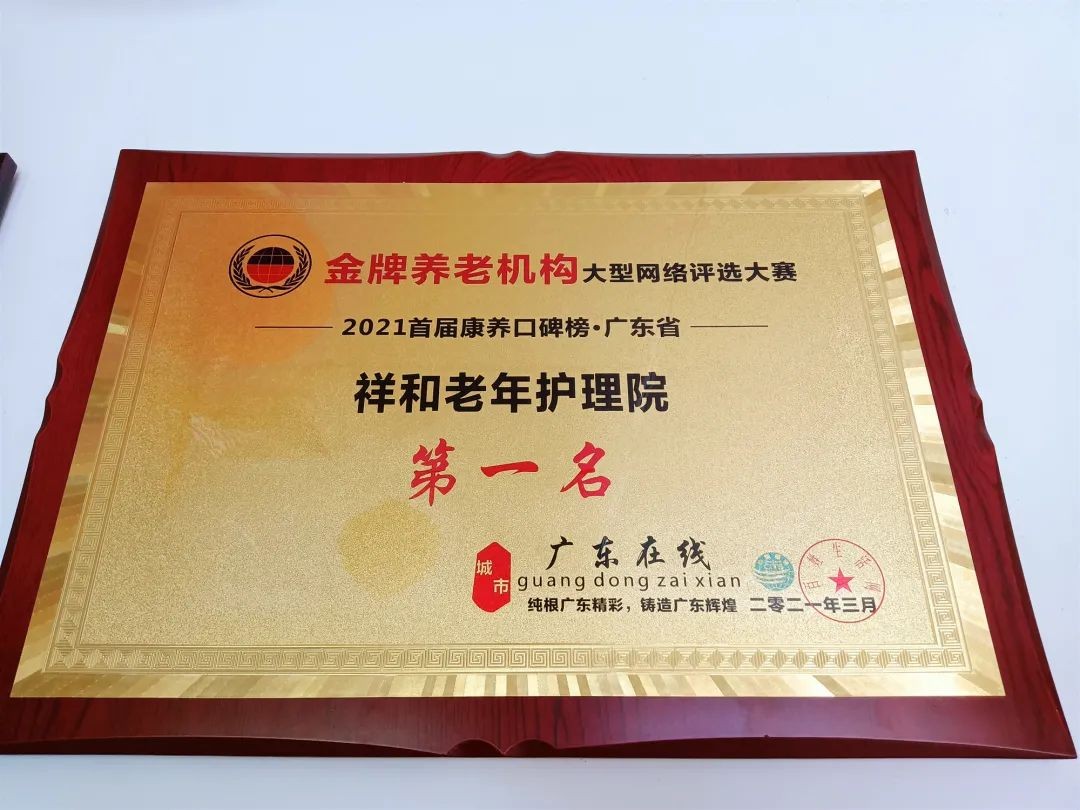 金牌养老机构大型网络评选大赛
2021首届康养口碑榜·广东省
祥和老年护理院
第一名
城市
广东在线
guang dong zai xian
纯根广东精彩，铸造广东辉煌
二零二一年三月